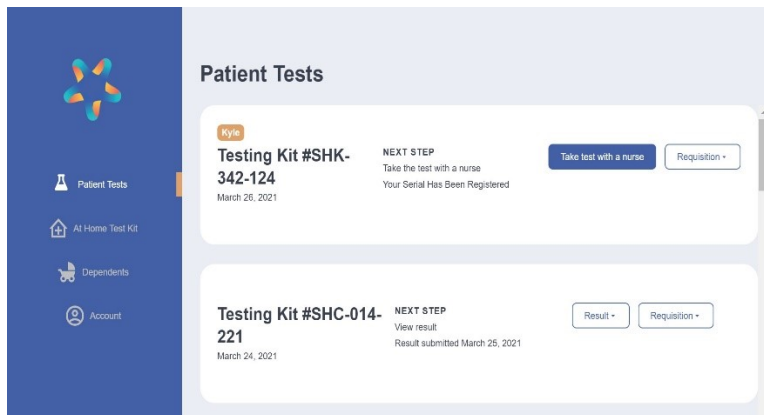 Patient Tests
At Home Test Kit
Dependents
Account
Patient Tests
Kyle
Testing Kit #SHK-
342-124
March 26, 2021
NEXT STEP
Take the test with a nurse
Your Serial Has Been Registered
Take test with a nurse
Requisition
Testing Kit #SHC-014-
221
March 24, 2021
NEXT STEP
View result
Result submitted March 25, 2021
Result
Requisition